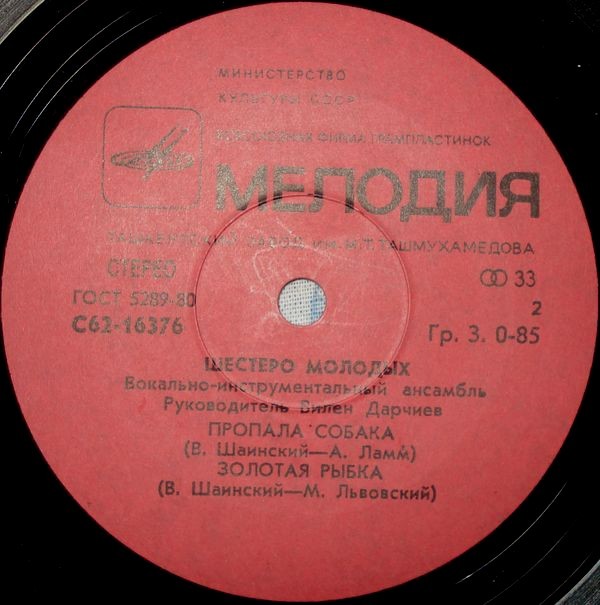 МИНИСТЕРСТВО
КУЛЬТУРЫ СССР
ВСЕСОЮЗНАЯ ФИРМА ГРАМПЛАСТИНОК
МЕЛОДИЯ
ТАШКЕНТСКИЙ ЗАВОД ИМ. М.Т. ТАШМУХАМЕДОВА
СТЕРЕО 33
ГОСТ 5289-80 2
С62-16376 Гр. 3. 0-85
ШЕСТЕРО МОЛОДЫХ
Вокально-инструментальный ансамбль
Руководитель Вилен Дарчиев
ПРОПАЛА СОБАКА
(В. Шаинский—А. Ламм)
ЗОЛОТАЯ РЫБКА
(В. Шаинский—М. Львовский)